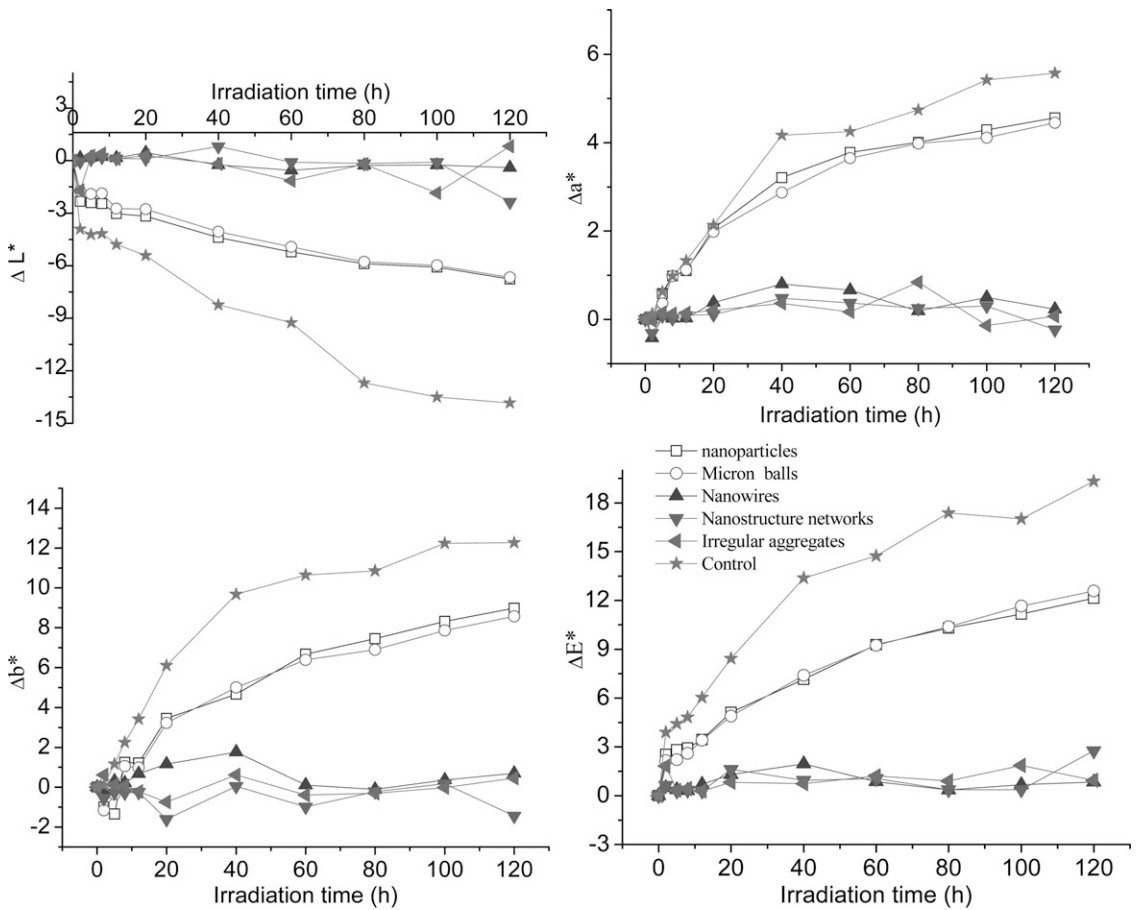 Irradiation time (h)
0 20 40 60 80 100 120
3
0
-3
-6
-9
-12
-15
Δ L*
6
4
2
0
Δa*
0 20 40 60 80 100 120
Irradiation time (h)
14
12
10
8
6
4
2
0
-2
Δb*
0 20 40 60 80 100 120
Irradiation time (h)
nanoparticles
Micron balls
Nanowires
Nanostructure networks
Irregular aggregates
Control
18
15
12
9
6
3
0
-3
ΔE*
0 20 40 60 80 100 120
Irradiation time (h)